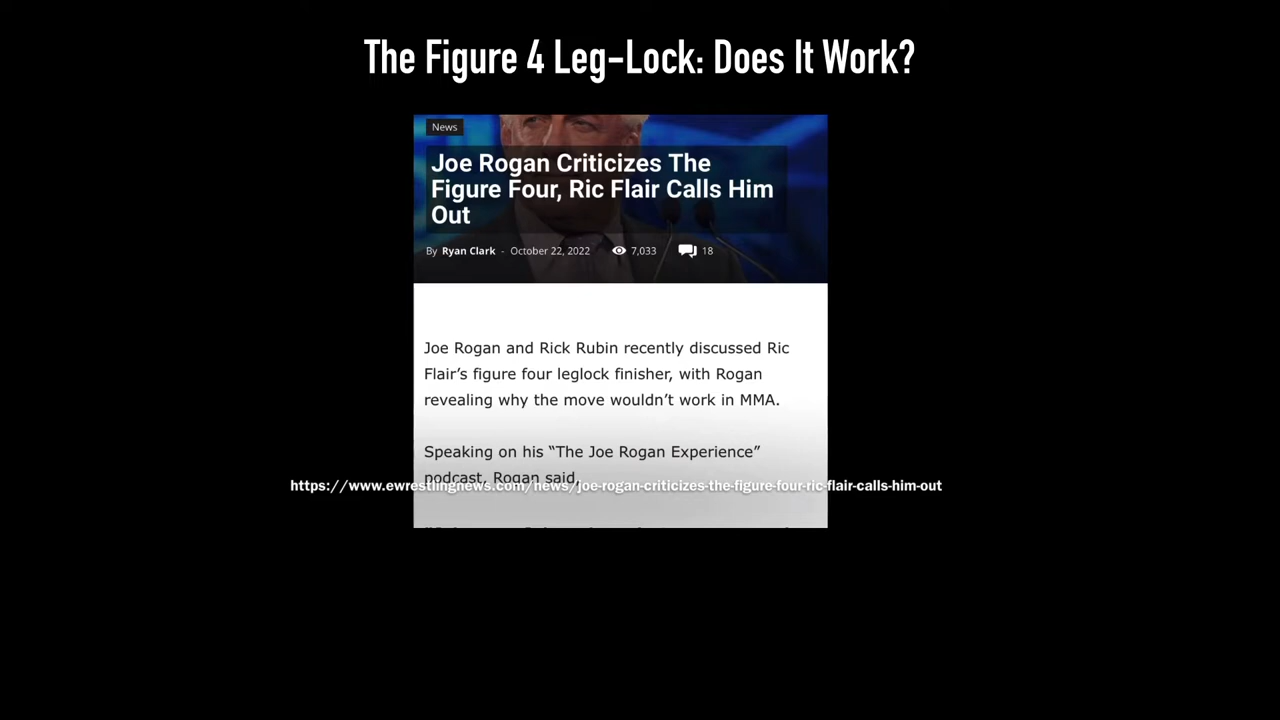 The Figure 4 Leg-Lock: Does It Work?
News
Joe Rogan Criticizes The
Figure Four, Ric Flair Calls Him
Out
By Ryan Clark - October 22, 2022 7,033 18
Joe Rogan and Rick Rubin recently discussed Ric
Flair’s figure four leglock finisher, with Rogan
revealing why the move wouldn’t work in MMA.
Speaking on his “The Joe Rogan Experience”
podcast, Rogan said,
https://www.ewrestlingnews.com/news/joe-rogan-criticizes-the-figure-four-ric-flair-calls-him-out